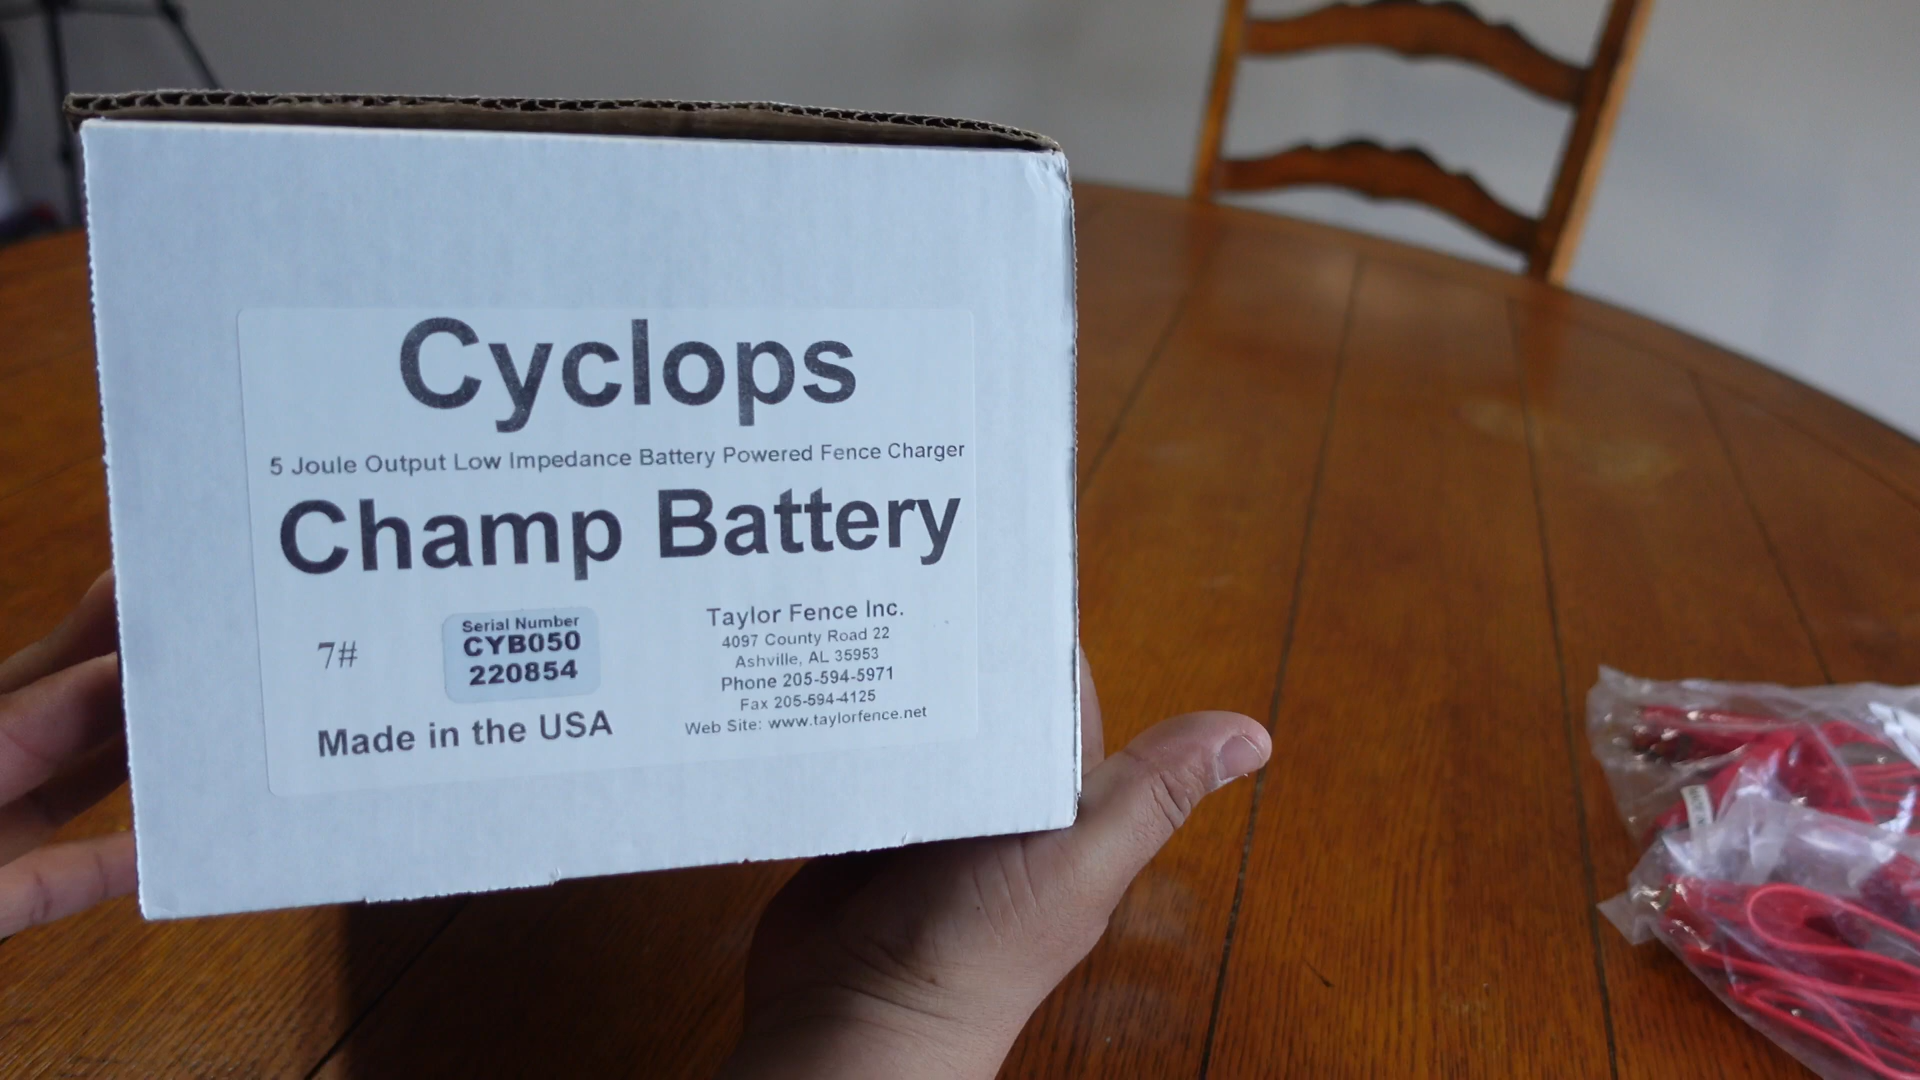 Cyclops
5 Joule Output Low Impedance Battery Powered Fence Charger
Champ Battery
7#
Serial Number
CYB050
220854
Made in the USA
Taylor Fence Inc.
4097 County Road 22
Ashville, AL 35953
Phone 205-594-5971
Fax 205-594-4125
Web Site: www.taylorfence.net